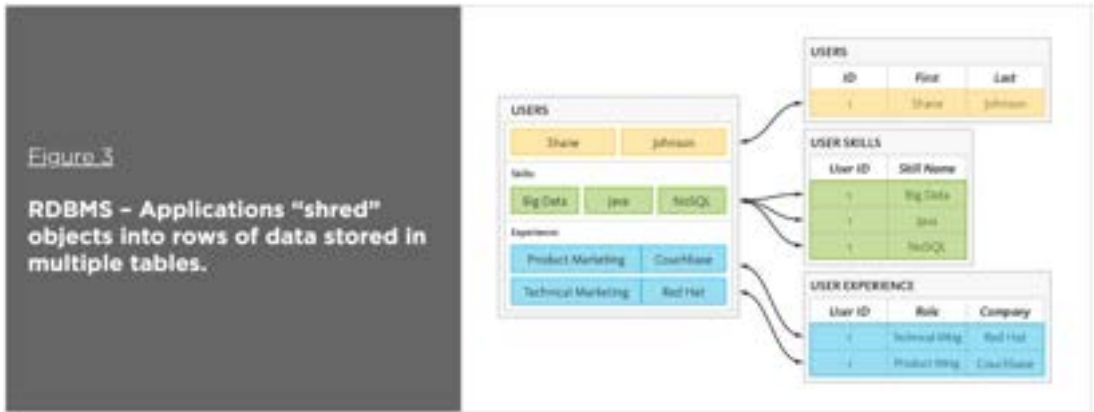 Figure 3
RDBMS – Applications “shred”
objects into rows of data stored in
multiple tables.
USERS
Shane Johnson
Skills:
Big Data Java NoSQL
Experience:
Product Marketing Couchbase
Technical Marketing Red Hat
USERS
ID First Last
1 Shane Johnson
USER SKILLS
User ID Skill Name
1 Big Data
1 Java
1 NoSQL
USER EXPERIENCE
User ID Role Company
1 Technical Mktg Red Hat
1 Product Mktg Couchbase